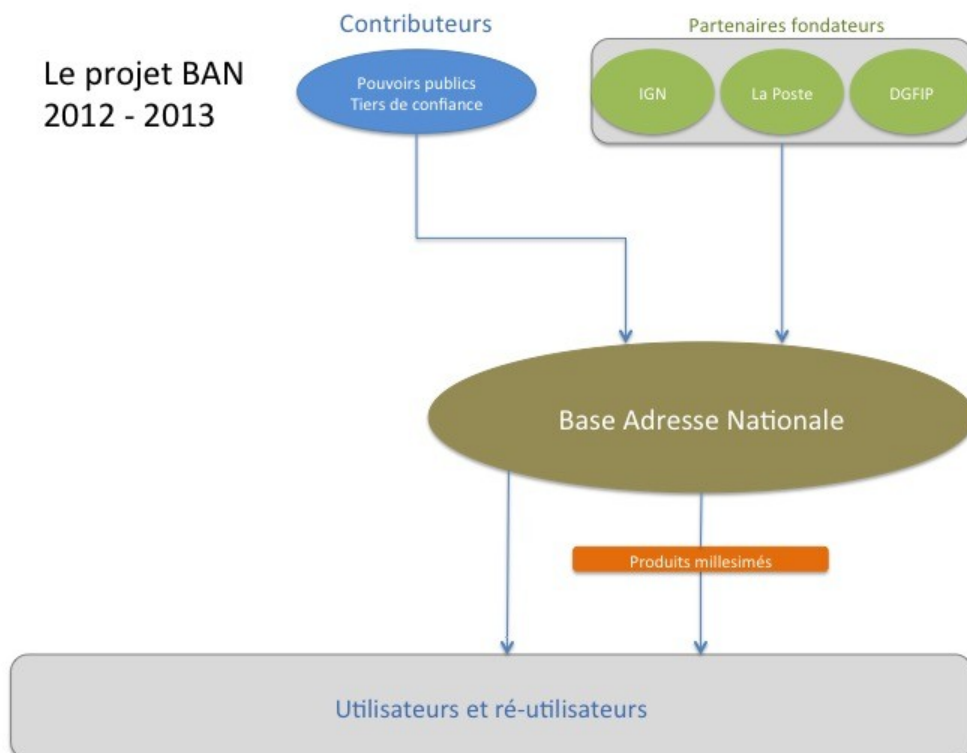 Le projet BAN
2012 - 2013
Contributeurs
Pouvoirs publics
Tiers de confiance
Partenaires fondateurs
IGN
La Poste
DGFIP
Base Adresse Nationale
Produits millesimés
Utilisateurs et ré-utilisateurs